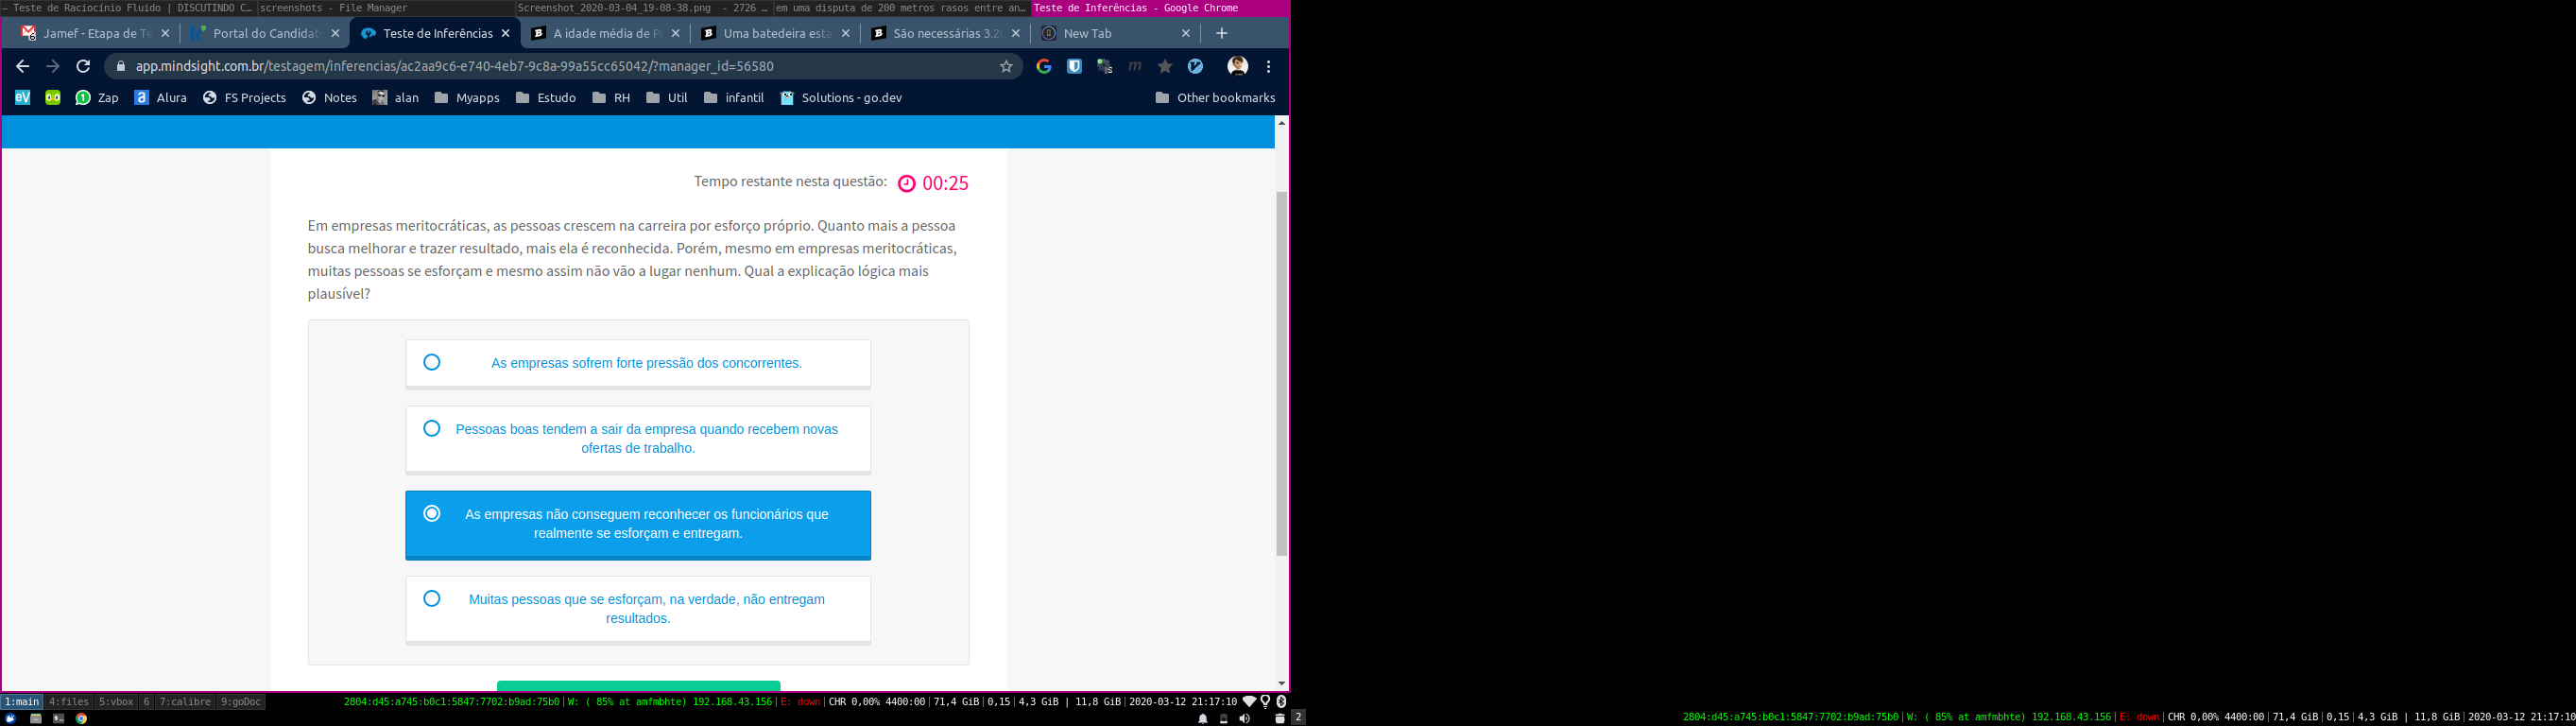 — Teste de Raciocínio Fluido | DISCUTINDO C…
screenshots - File Manager
Screenshot_2020-03-04_19-08-38.png  - 2726 …
em uma disputa de 200 metros rasos entre an…
Teste de Inferências - Google Chrome
Jamef - Etapa de Te
Portal do Candidat
Teste de Inferências
A idade média de P
Uma batedeira esta
São necessárias 3.2
New Tab
app.mindsight.com.br/testagem/inferencias/ac2aa9c6-e740-4eb7-9c8a-99a55cc65042/?manager_id=56580
Zap
Alura
FS Projects
Notes
alan
Myapps
Estudo
RH
Util
infantil
Solutions - go.dev
Other bookmarks
Tempo restante nesta questão: 00:25
Em empresas meritocráticas, as pessoas crescem na carreira por esforço próprio. Quanto mais a pessoa
busca melhorar e trazer resultado, mais ela é reconhecida. Porém, mesmo em empresas meritocráticas,
muitas pessoas se esforçam e mesmo assim não vão a lugar nenhum. Qual a explicação lógica mais
plausível?
As empresas sofrem forte pressão dos concorrentes.
Pessoas boas tendem a sair da empresa quando recebem novas
ofertas de trabalho.
As empresas não conseguem reconhecer os funcionários que
realmente se esforçam e entregam.
Muitas pessoas que se esforçam, na verdade, não entregam
resultados.
1:main 4:files 5:vbox 6 7:calibre 9:goDoc
2804:d45:a745:b0c1:5847:7702:b9ad:75b0|W: ( 85% at amfmbhte) 192.168.43.156|E: down|CHR 0,00% 4400:00|71,4 GiB|0,15|4,3 GiB | 11,8 GiB|2020-03-12 21:17:10
2
2804:d45:a745:b0c1:5847:7702:b9ad:75b0|W: ( 85% at amfmbhte) 192.168.43.156|E: down|CHR 0,00% 4400:00|71,4 GiB|0,15|4,3 GiB | 11,8 GiB|2020-03-12 21:17:1